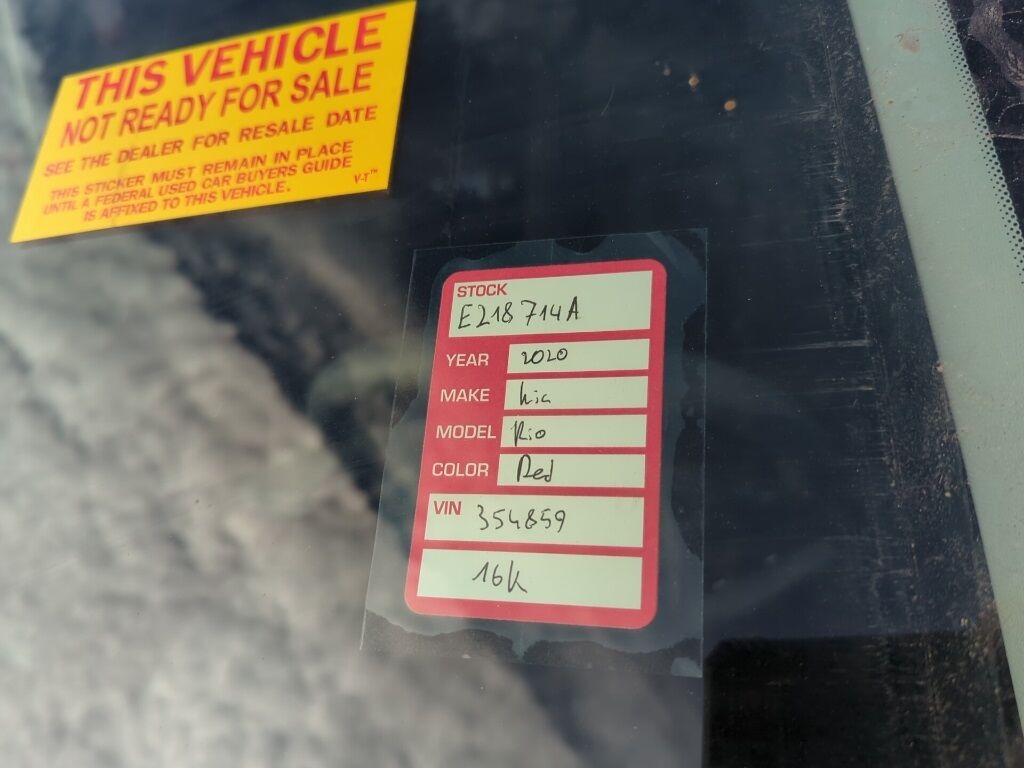 THIS VEHICLE
NOT READY FOR SALE
SEE THE DEALER FOR RESALE DATE
THIS STICKER MUST REMAIN IN PLACE
UNTIL A FEDERAL USED CAR BUYERS GUIDE
IS AFFIXED TO THIS VEHICLE.
V-T™
STOCK
E218714A
YEAR 2020
MAKE Kia
MODEL Rio
COLOR Red
VIN 354859
16k